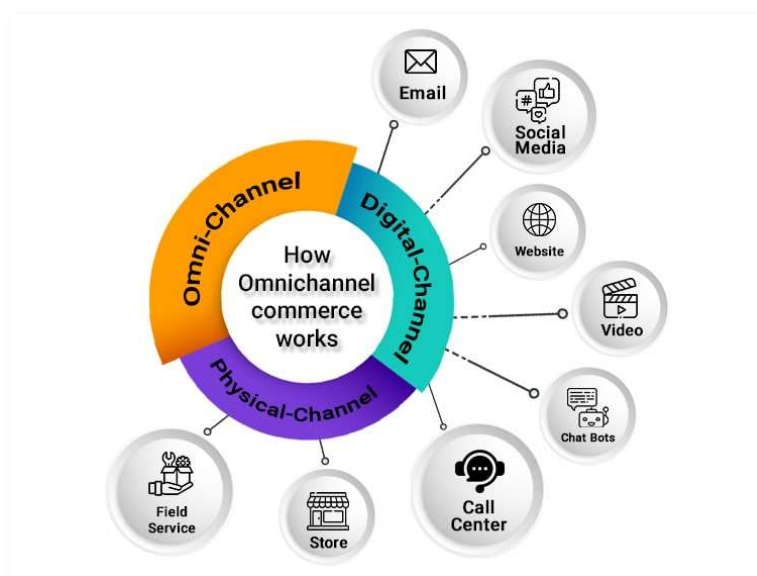 Email
#
Social
Media
Omni-Channel
Digital-Channel
How
Omnichannel
commerce
works
Website
Video
Physical-Channel
Chat Bots
Field
Service
Store
Call
Center